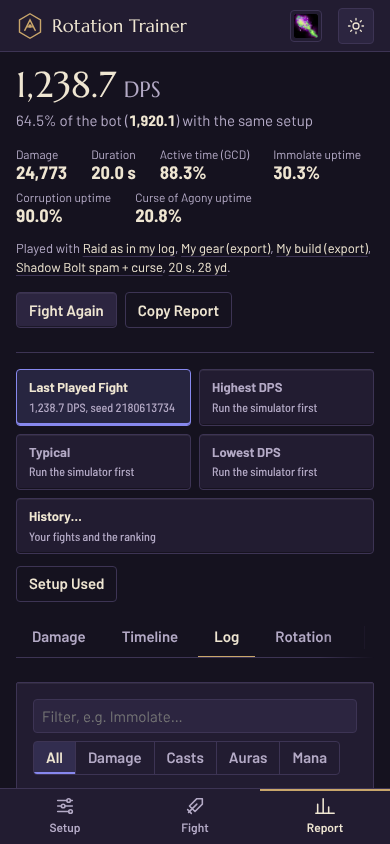 Rotation Trainer
1,238.7 DPS
64.5% of the bot (1,920.1) with the same setup
Damage Duration Active time (GCD) Immolate uptime
24,773 20.0 s 88.3% 30.3%
Corruption uptime Curse of Agony uptime
90.0% 20.8%
Played with Raid as in my log, My gear (export), My build (export),
Shadow Bolt spam + curse, 20 s, 28 yd.
Fight Again Copy Report
Last Played Fight Highest DPS
1,238.7 DPS, seed 2180613734 Run the simulator first
Typical Lowest DPS
Run the simulator first Run the simulator first
History...
Your fights and the ranking
Setup Used
Damage Timeline Log Rotation
Filter, e.g. Immolate...
All Damage Casts Auras Mana
Setup Fight Report